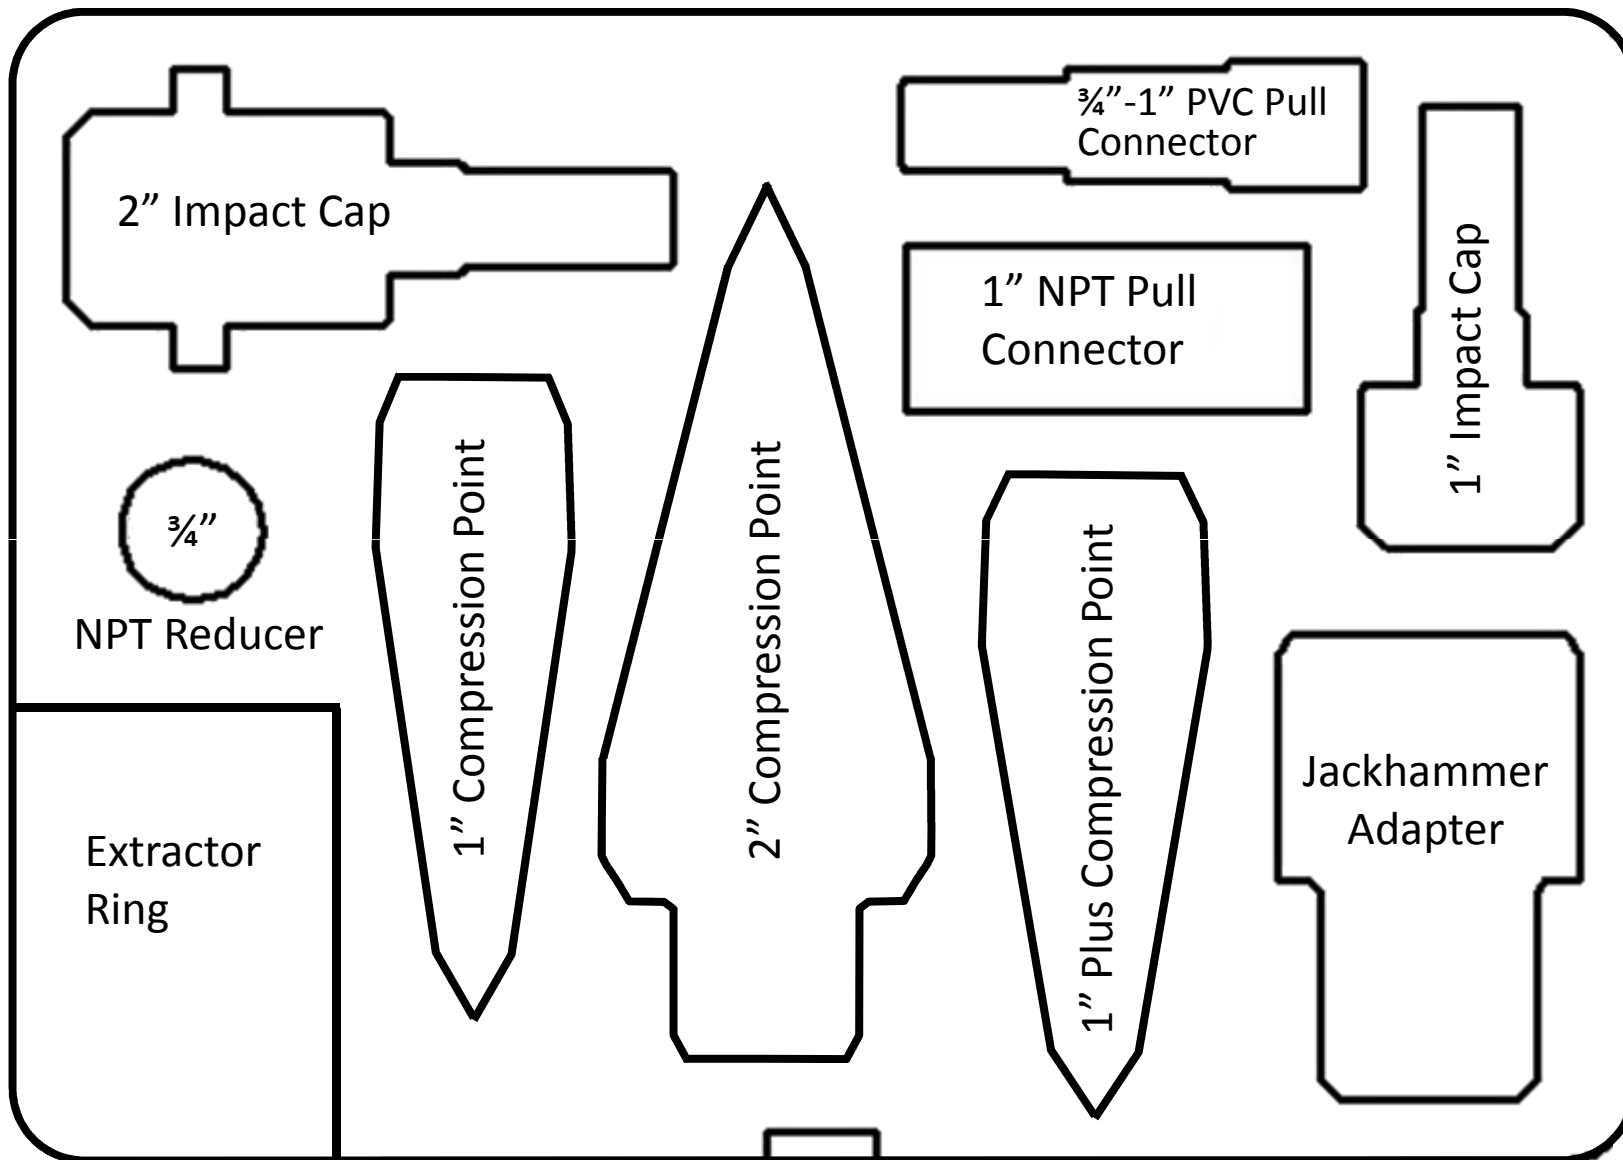 2” Impact Cap
¾”-1” PVC Pull
Connector
1” NPT Pull
Connector
1” Impact Cap
¾”
NPT Reducer
1” Compression Point
2” Compression Point
1” Plus Compression Point
Jackhammer
Adapter
Extractor
Ring